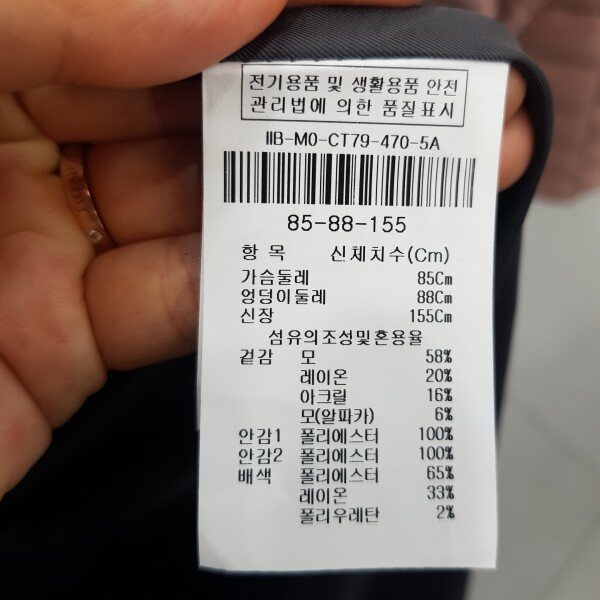 전기용품 및 생활용품 안전
관리법에 의한 품질표시
IIB-M0-CT79-470-5A
85-88-155
항 목 신체치수(Cm)
가슴둘레 85Cm
엉덩이둘레 88Cm
신장 155Cm
섬유의조성및혼용율
겉감 모 58%
레이온 20%
아크릴 16%
모(알파카) 6%
안감1 폴리에스터 100%
안감2 폴리에스터 100%
배색 폴리에스터 65%
레이온 33%
폴리우레탄 2%